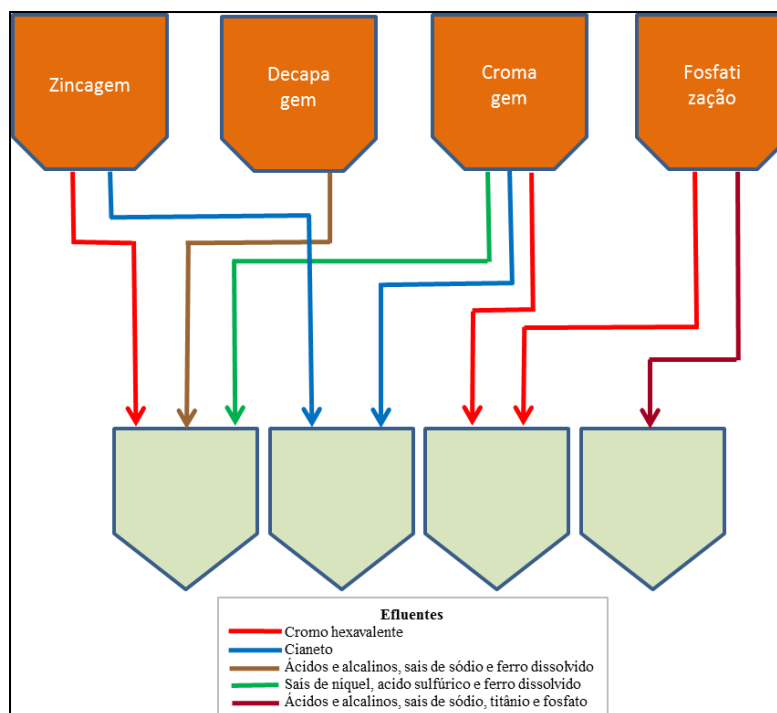 Zincagem
Decapa
gem
Croma
gem
Fosfati
zação
Efluentes
Cromo hexavalente
Cianeto
Ácidos e alcalinos, sais de sódio e ferro dissolvido
Sais de níquel, acido sulfúrico e ferro dissolvido
Ácidos e alcalinos, sais de sódio, titânio e fosfato